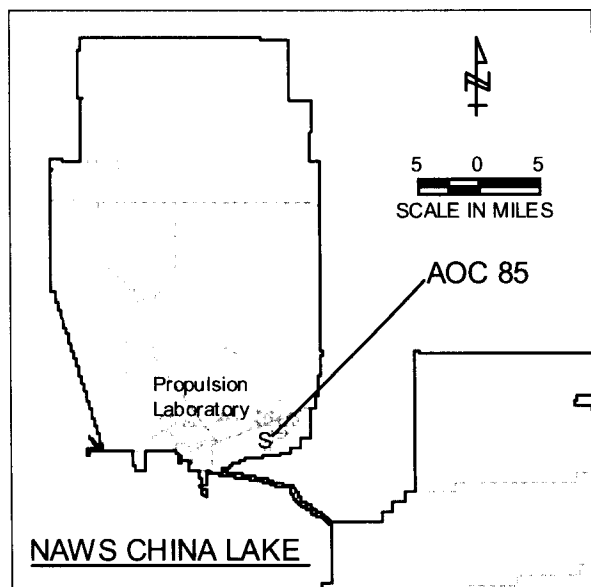 N
5 0 5
SCALE IN MILES
AOC 85
Propulsion
Laboratory
S
NAWS CHINA LAKE